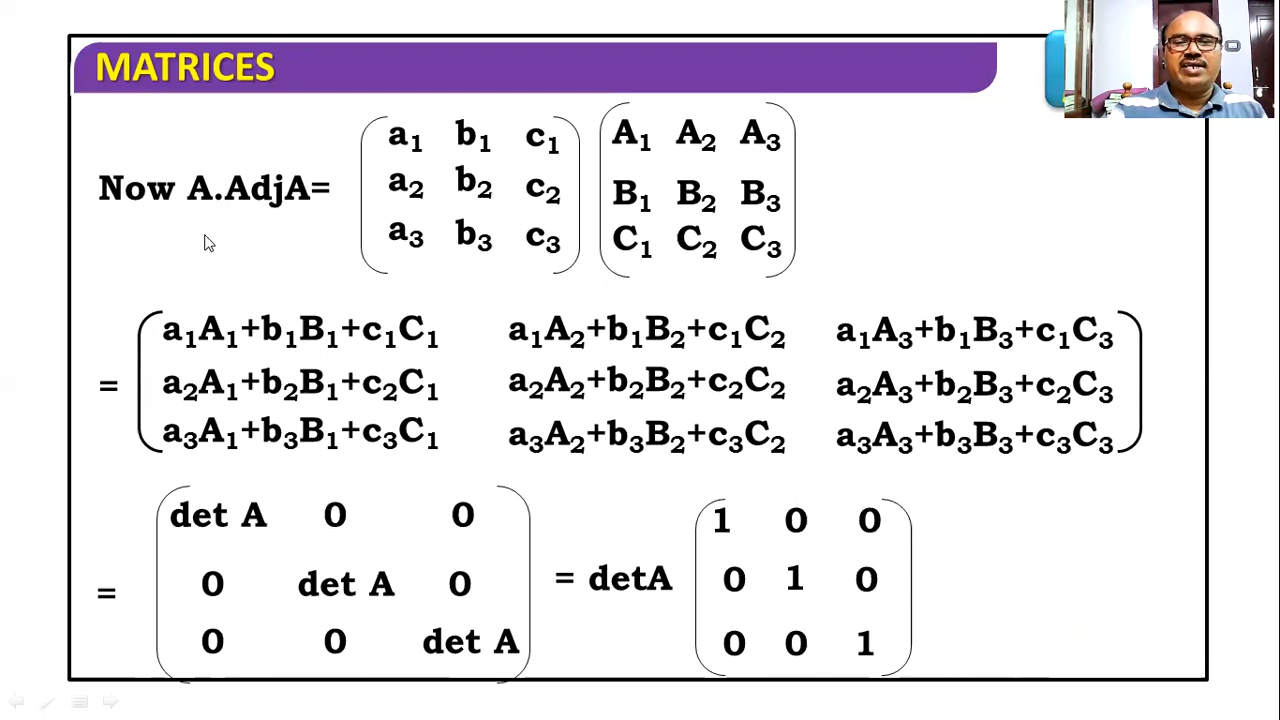 MATRICES
a₁ b₁ c₁ A₁ A₂ A₃
Now A.AdjA= a₂ b₂ c₂ B₁ B₂ B₃
a₃ b₃ c₃ C₁ C₂ C₃
a₁A₁+b₁B₁+c₁C₁ a₁A₂+b₁B₂+c₁C₂ a₁A₃+b₁B₃+c₁C₃
= a₂A₁+b₂B₁+c₂C₁ a₂A₂+b₂B₂+c₂C₂ a₂A₃+b₂B₃+c₂C₃
a₃A₁+b₃B₁+c₃C₁ a₃A₂+b₃B₂+c₃C₂ a₃A₃+b₃B₃+c₃C₃
det A 0 0 1 0 0
= 0 det A 0 = detA 0 1 0
0 0 det A 0 0 1